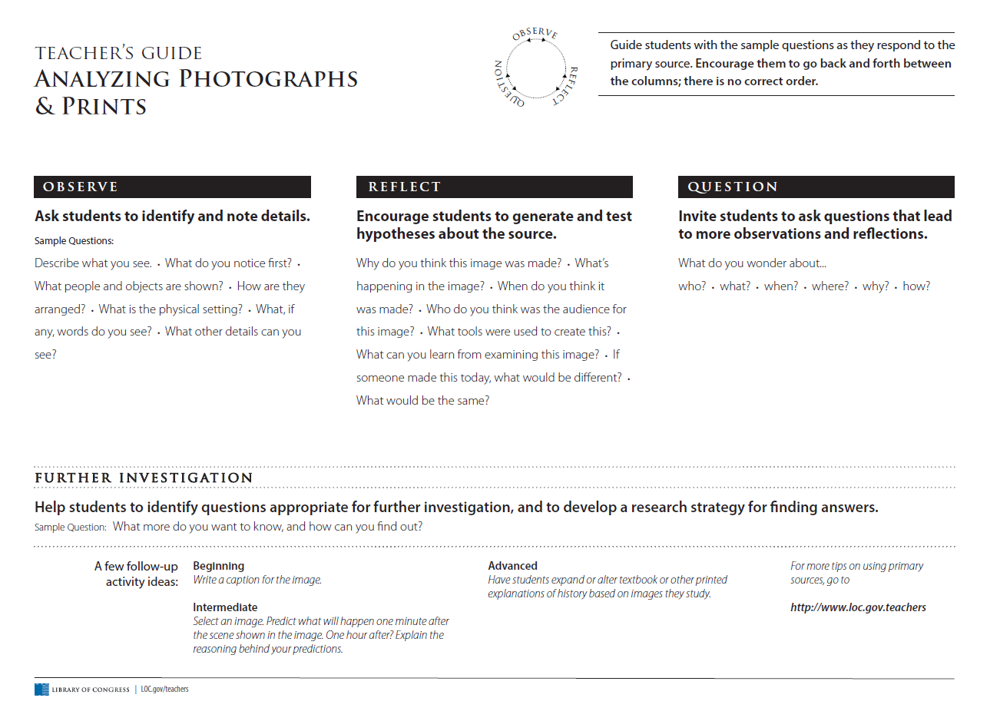 TEACHER'S GUIDE
ANALYZING PHOTOGRAPHS
& PRINTS
OBSERVE
REFLECT
QUESTION
Guide students with the sample questions as they respond to the
primary source. Encourage them to go back and forth between
the columns; there is no correct order.
OBSERVE
Ask students to identify and note details.
Sample Questions:
Describe what you see. · What do you notice first? ·
What people and objects are shown? · How are they
arranged? · What is the physical setting? · What, if
any, words do you see? · What other details can you
see?
REFLECT
Encourage students to generate and test
hypotheses about the source.
Why do you think this image was made? · What's
happening in the image? · When do you think it
was made? · Who do you think was the audience for
this image? · What tools were used to create this? ·
What can you learn from examining this image? · If
someone made this today, what would be different? ·
What would be the same?
QUESTION
Invite students to ask questions that lead
to more observations and reflections.
What do you wonder about...
who? · what? · when? · where? · why? · how?
FURTHER INVESTIGATION
Help students to identify questions appropriate for further investigation, and to develop a research strategy for finding answers.
Sample Question: What more do you want to know, and how can you find out?
A few follow-up
activity ideas:
Beginning
Write a caption for the image.
Intermediate
Select an image. Predict what will happen one minute after
the scene shown in the image. One hour after? Explain the
reasoning behind your predictions.
Advanced
Have students expand or alter textbook or other printed
explanations of history based on images they study.
For more tips on using primary
sources, go to
http://www.loc.gov.teachers
LIBRARY OF CONGRESS | LOC.gov/teachers